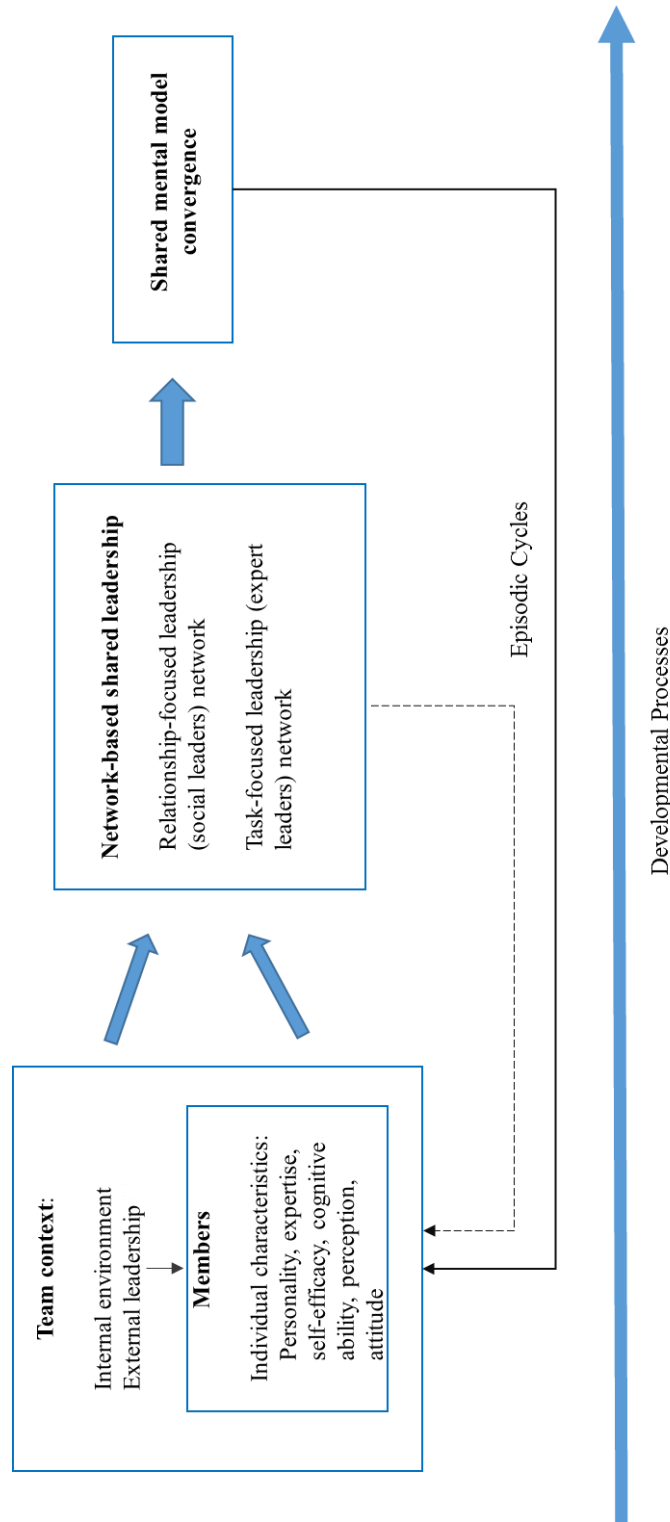 Team context:
Internal environment
External leadership
Members
Individual characteristics:
Personality, expertise,
self-efficacy, cognitive
ability, perception,
attitude
Network-based shared leadership
Relationship-focused leadership
(social leaders) network
Task-focused leadership (expert
leaders) network
Shared mental model
convergence
Episodic Cycles
Developmental Processes